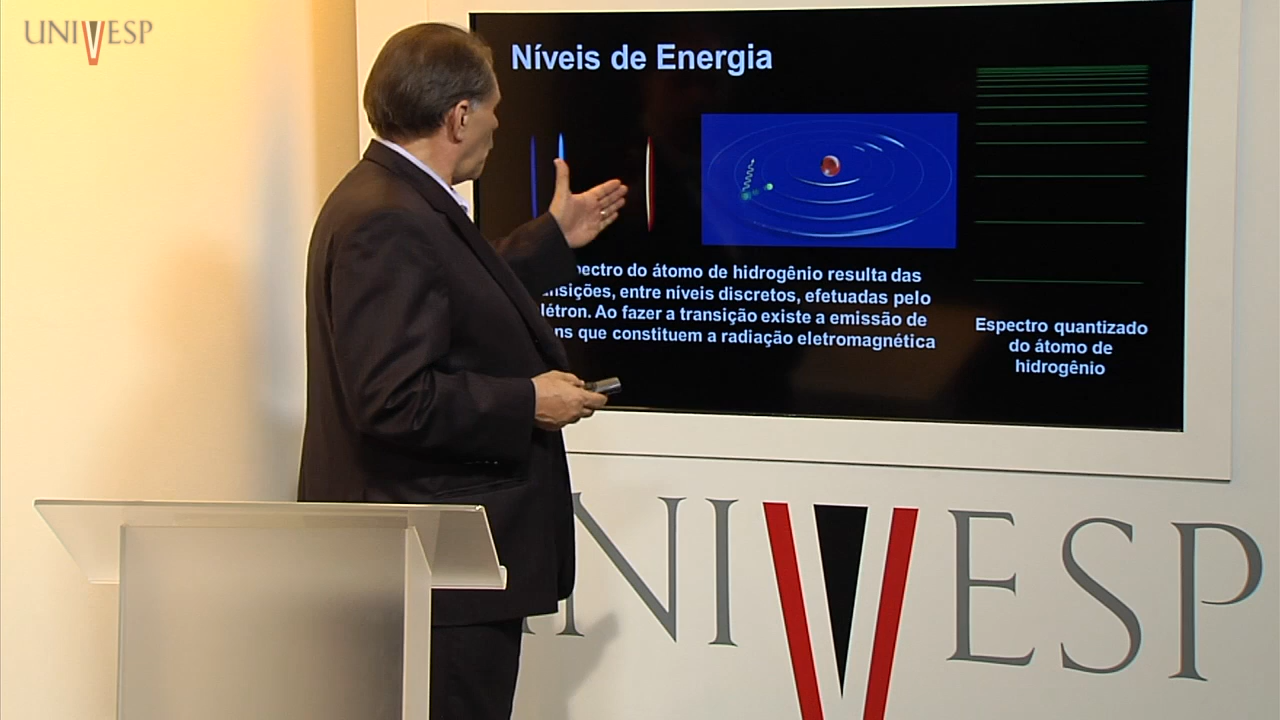 UNIVESP
Níveis de Energia
pectro do átomo de hidrogênio resulta das
nsições, entre níveis discretos, efetuadas pelo
létron. Ao fazer a transição existe a emissão de
ns que constituem a radiação eletromagnética
Espectro quantizado
do átomo de
hidrogênio
UNIVESP